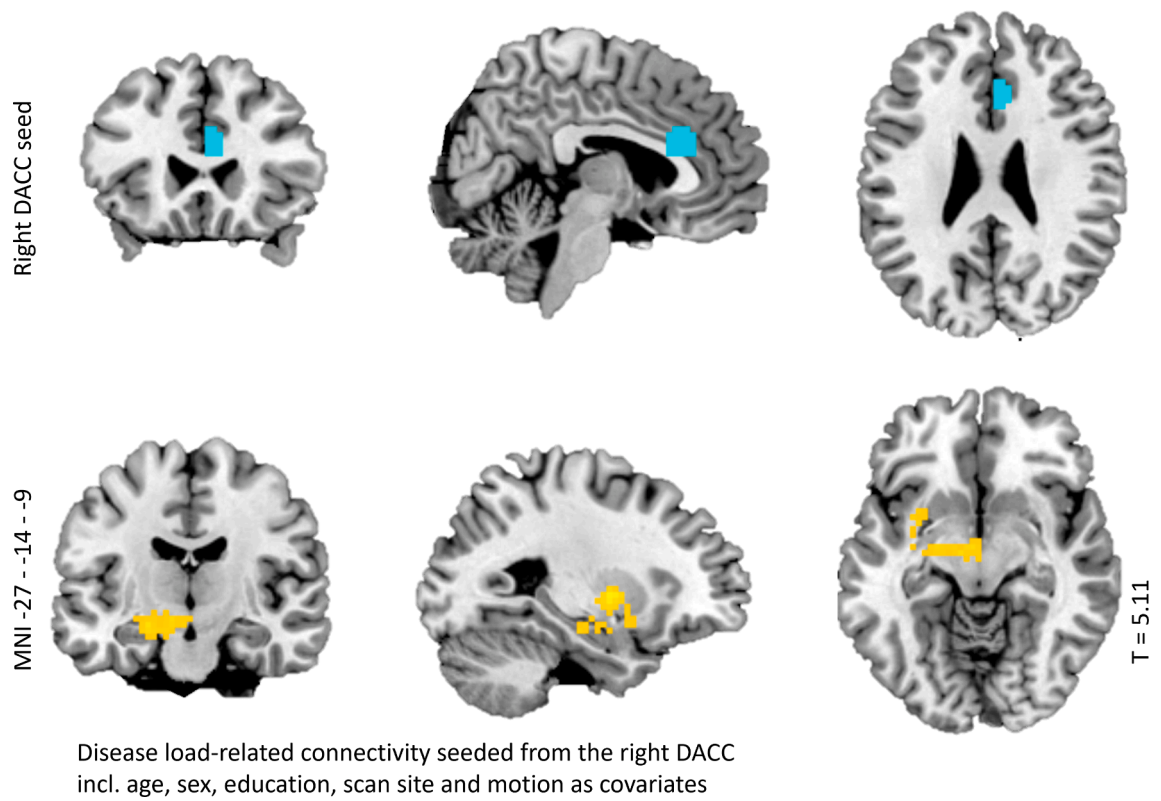 Right DACC seed
MNI -27 - -14 - -9
T = 5.11
Disease load-related connectivity seeded from the right DACC
incl. age, sex, education, scan site and motion as covariates